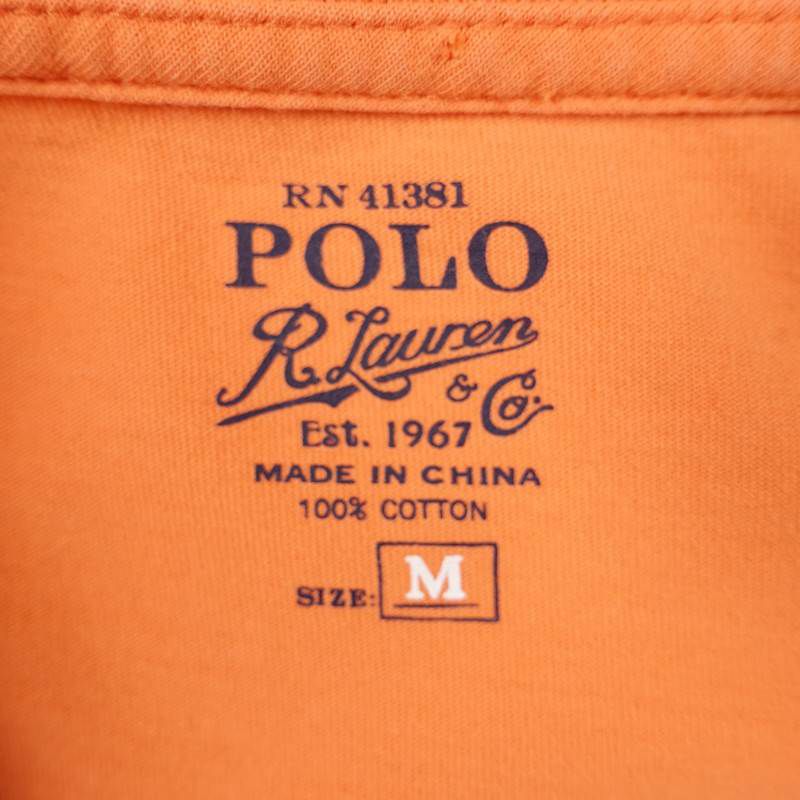 RN 41381
POLO
R. Lauren
& Co.
Est. 1967
MADE IN CHINA
100% COTTON
SIZE: M